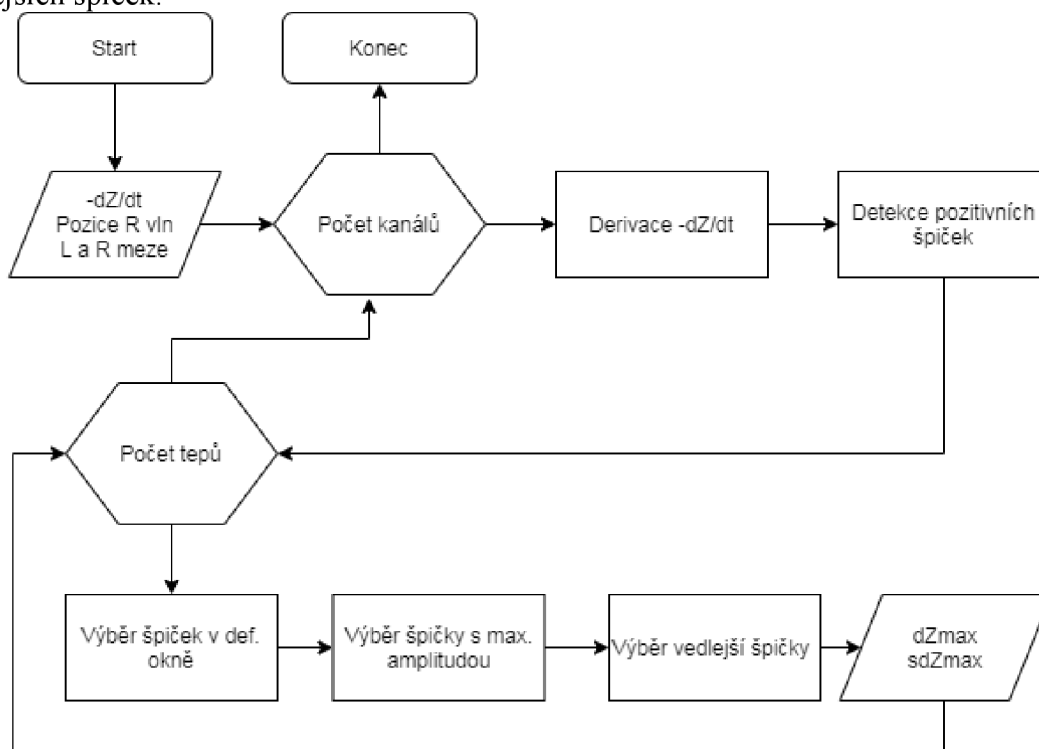 špiček.
Start
Konec
-dZ/dt
Pozice R vln
L a R meze
Počet kanálů
Derivace -dZ/dt
Detekce pozitivních
špiček
Počet tepů
Výběr špiček v def.
okně
Výběr špičky s max.
amplitudou
Výběr vedlejší špičky
dZmax
sdZmax